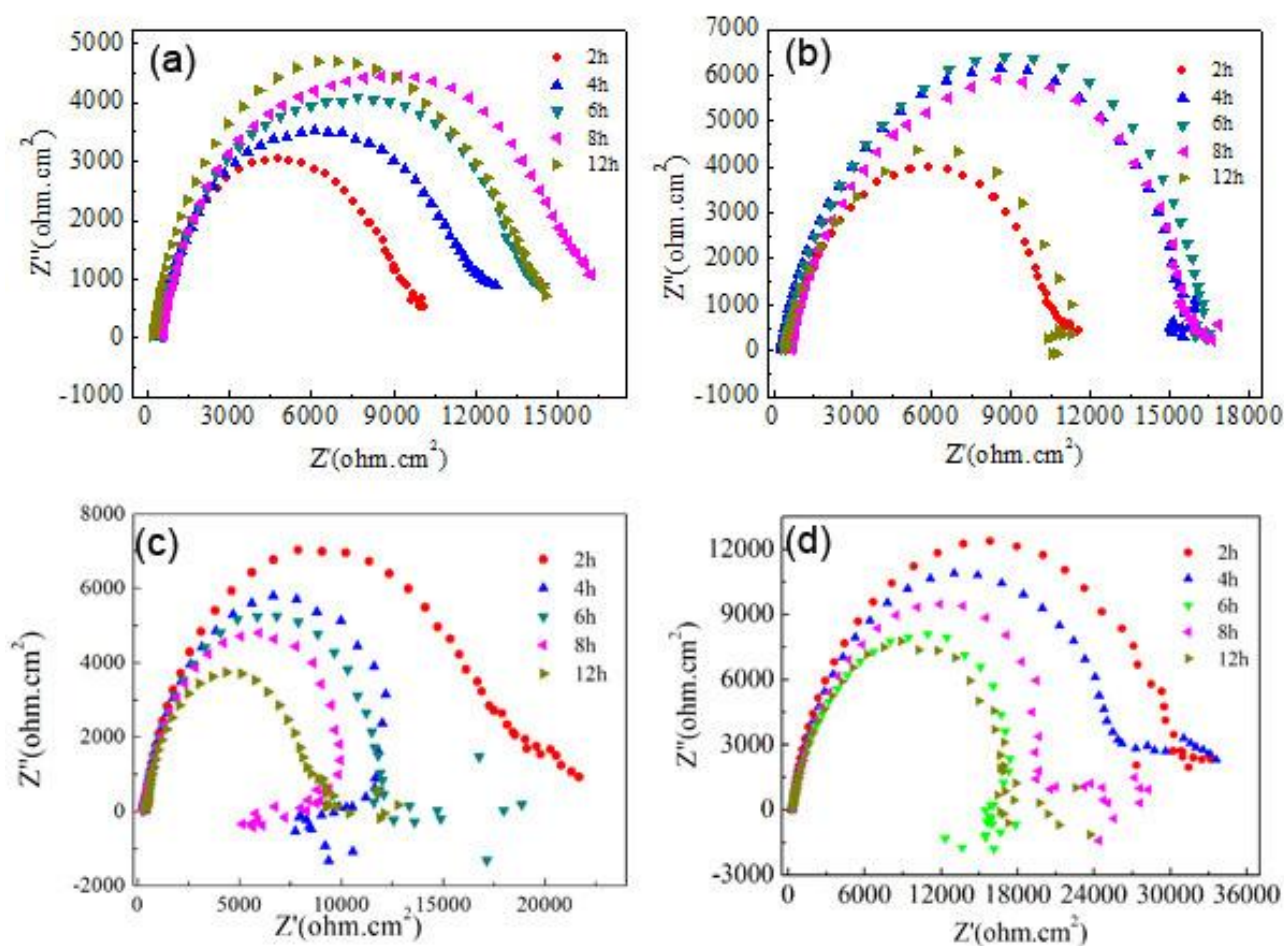 (a)
5000
4000
3000
2000
1000
0
-1000
Z''(ohm.cm²)
0 3000 6000 9000 12000 15000
Z'(ohm.cm²)
2h
4h
6h
8h
12h
(b)
7000
6000
5000
4000
3000
2000
1000
0
-1000
Z''(ohm.cm²)
0 3000 6000 9000 12000 15000 18000
Z'(ohm.cm²)
2h
4h
6h
8h
12h
(c)
8000
6000
4000
2000
0
-2000
Z''(ohm.cm²)
0 5000 10000 15000 20000
Z'(ohm.cm²)
2h
4h
6h
8h
12h
(d)
12000
9000
6000
3000
0
-3000
Z''(ohm.cm²)
0 6000 12000 18000 24000 30000 36000
Z'(ohm.cm²)
2h
4h
6h
8h
12h